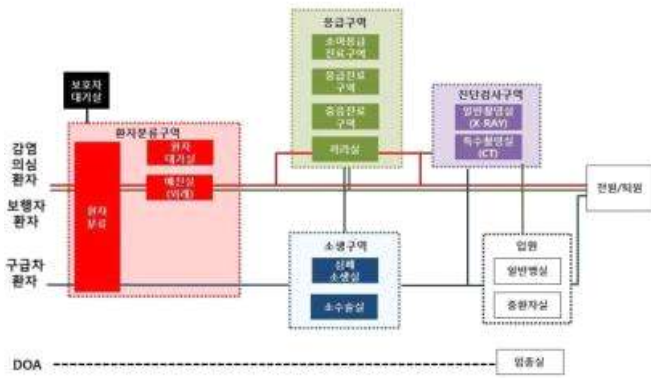 응급구역
소아응급
진료구역
응급진료
구역
중증진료
구역
격리실
보호자
대기실
환자분류구역
환자
대기실
예진실
(외래)
환자
분류
진단검사구역
일반촬영실
(X-RAY)
특수촬영실
(CT)
감염
의심
환자
보행자
환자
구급차
환자
전원/퇴원
소생구역
심폐
소생실
소수술실
입원
일반병실
중환자실
DOA
임종실